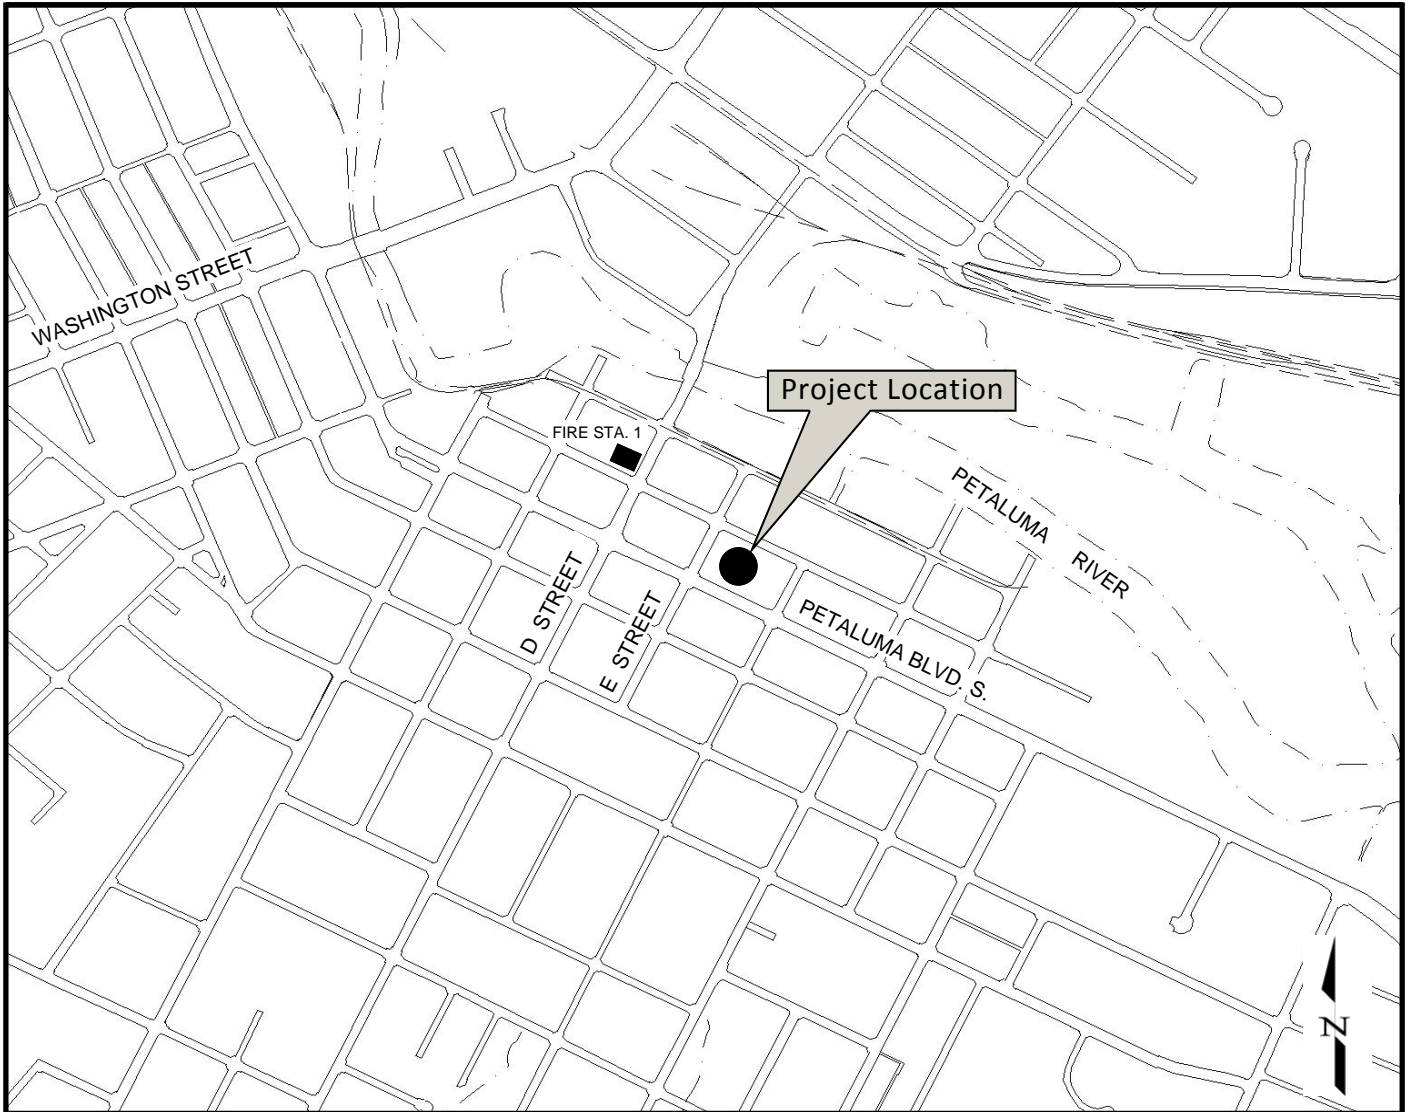 WASHINGTON STREET
Project Location
FIRE STA. 1
PETALUMA RIVER
D STREET
E STREET
PETALUMA BLVD. S.
N